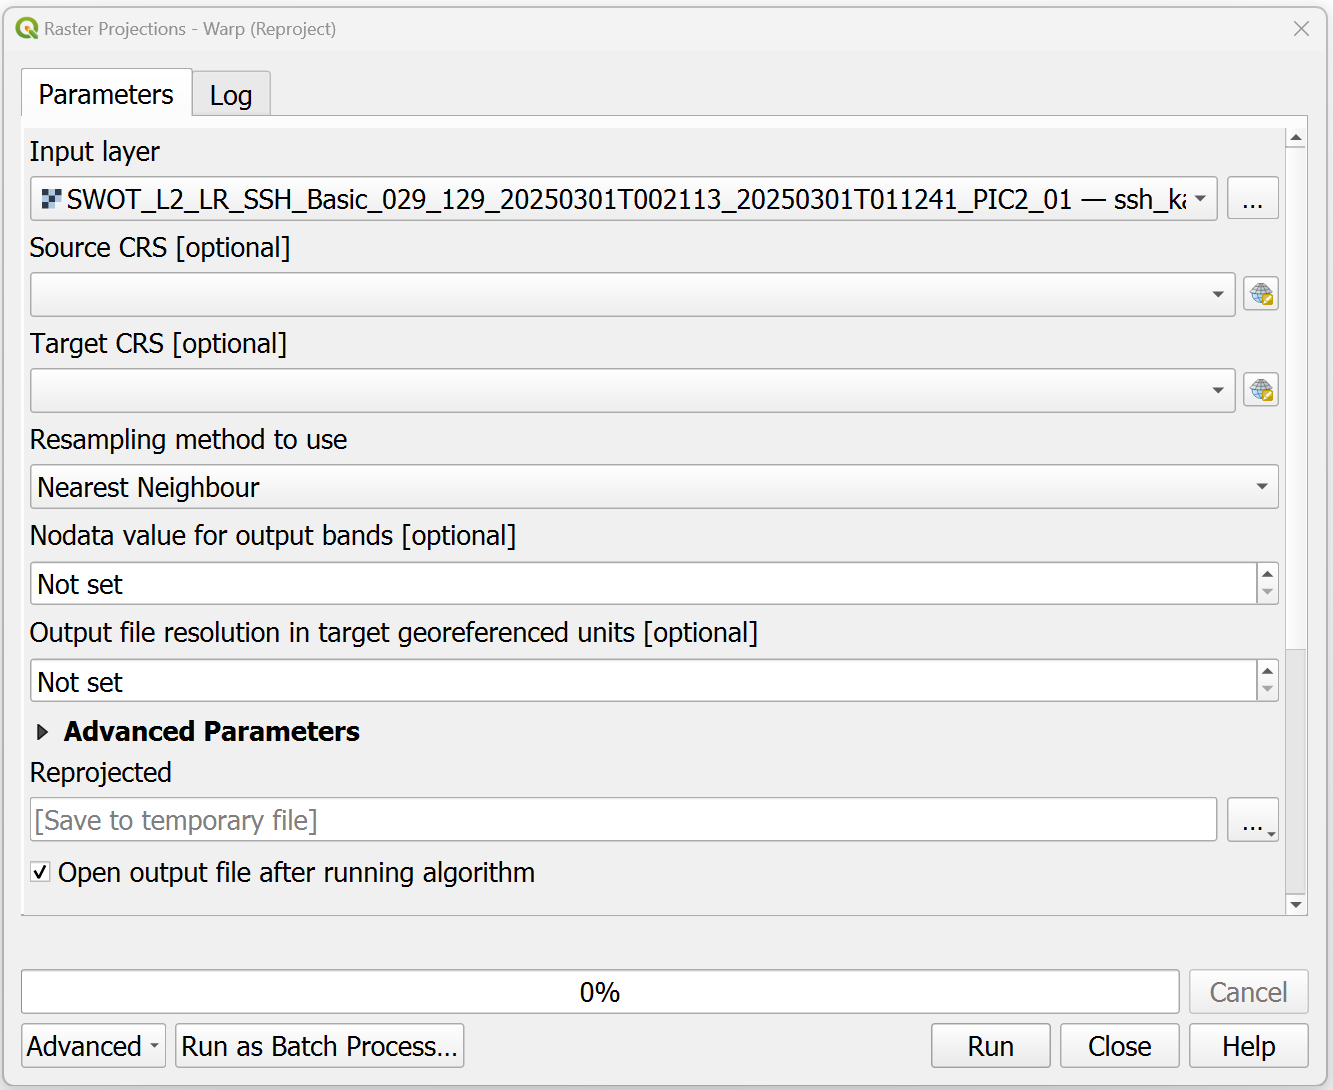 Raster Projections - Warp (Reproject)
Parameters
Log
Input layer
SWOT_L2_LR_SSH_Basic_029_129_20250301T002113_20250301T011241_PIC2_01 — ssh_ka
...
Source CRS [optional]
Target CRS [optional]
Resampling method to use
Nearest Neighbour
Nodata value for output bands [optional]
Not set
Output file resolution in target georeferenced units [optional]
Not set
Advanced Parameters
Reprojected
[Save to temporary file]
...
Open output file after running algorithm
0%
Cancel
Advanced
Run as Batch Process...
Run
Close
Help